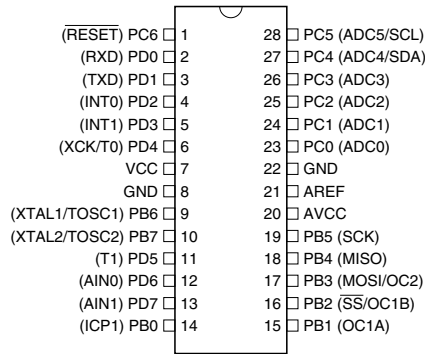 (RESET) PC6 1 28 PC5 (ADC5/SCL)
(RXD) PD0 2 27 PC4 (ADC4/SDA)
(TXD) PD1 3 26 PC3 (ADC3)
(INT0) PD2 4 25 PC2 (ADC2)
(INT1) PD3 5 24 PC1 (ADC1)
(XCK/T0) PD4 6 23 PC0 (ADC0)
VCC 7 22 GND
GND 8 21 AREF
(XTAL1/TOSC1) PB6 9 20 AVCC
(XTAL2/TOSC2) PB7 10 19 PB5 (SCK)
(T1) PD5 11 18 PB4 (MISO)
(AIN0) PD6 12 17 PB3 (MOSI/OC2)
(AIN1) PD7 13 16 PB2 (SS/OC1B)
(ICP1) PB0 14 15 PB1 (OC1A)